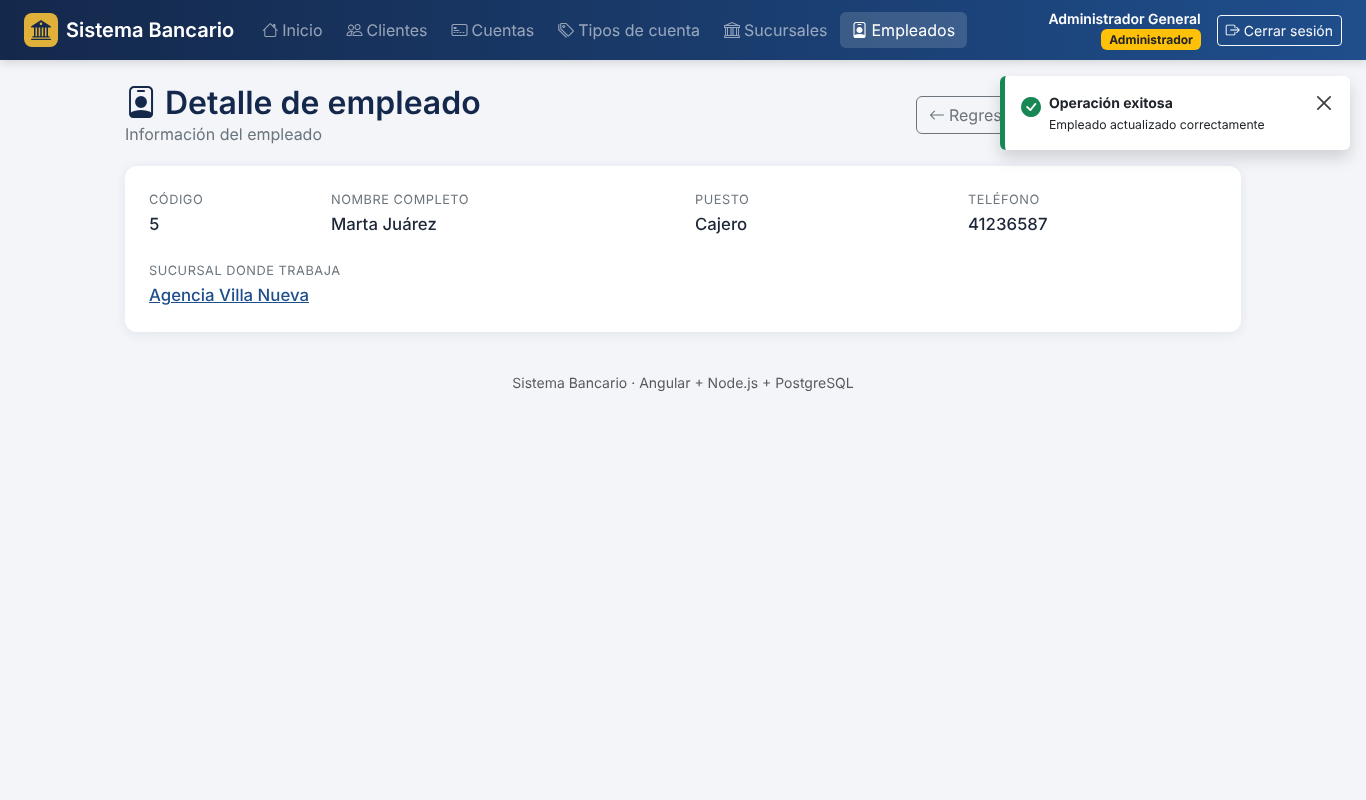 Sistema Bancario
Inicio
Clientes
Cuentas
Tipos de cuenta
Sucursales
Empleados
Administrador General
Administrador
Cerrar sesión
Detalle de empleado
Información del empleado
Operación exitosa
Empleado actualizado correctamente
CÓDIGO
5
NOMBRE COMPLETO
Marta Juárez
PUESTO
Cajero
TELÉFONO
41236587
SUCURSAL DONDE TRABAJA
Agencia Villa Nueva
Sistema Bancario · Angular + Node.js + PostgreSQL